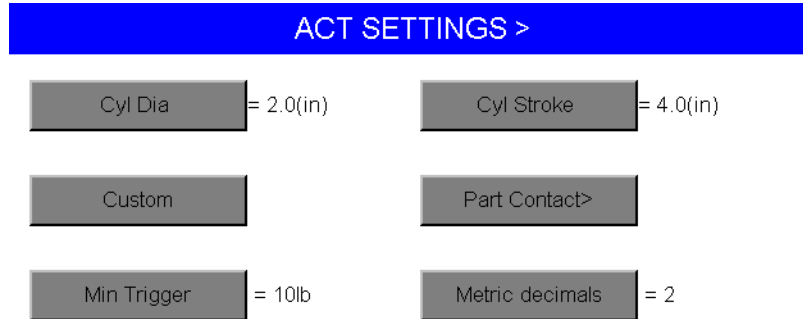 ACT SETTINGS >
Cyl Dia = 2.0(in) Cyl Stroke = 4.0(in)
Custom Part Contact>
Min Trigger = 10lb Metric decimals = 2